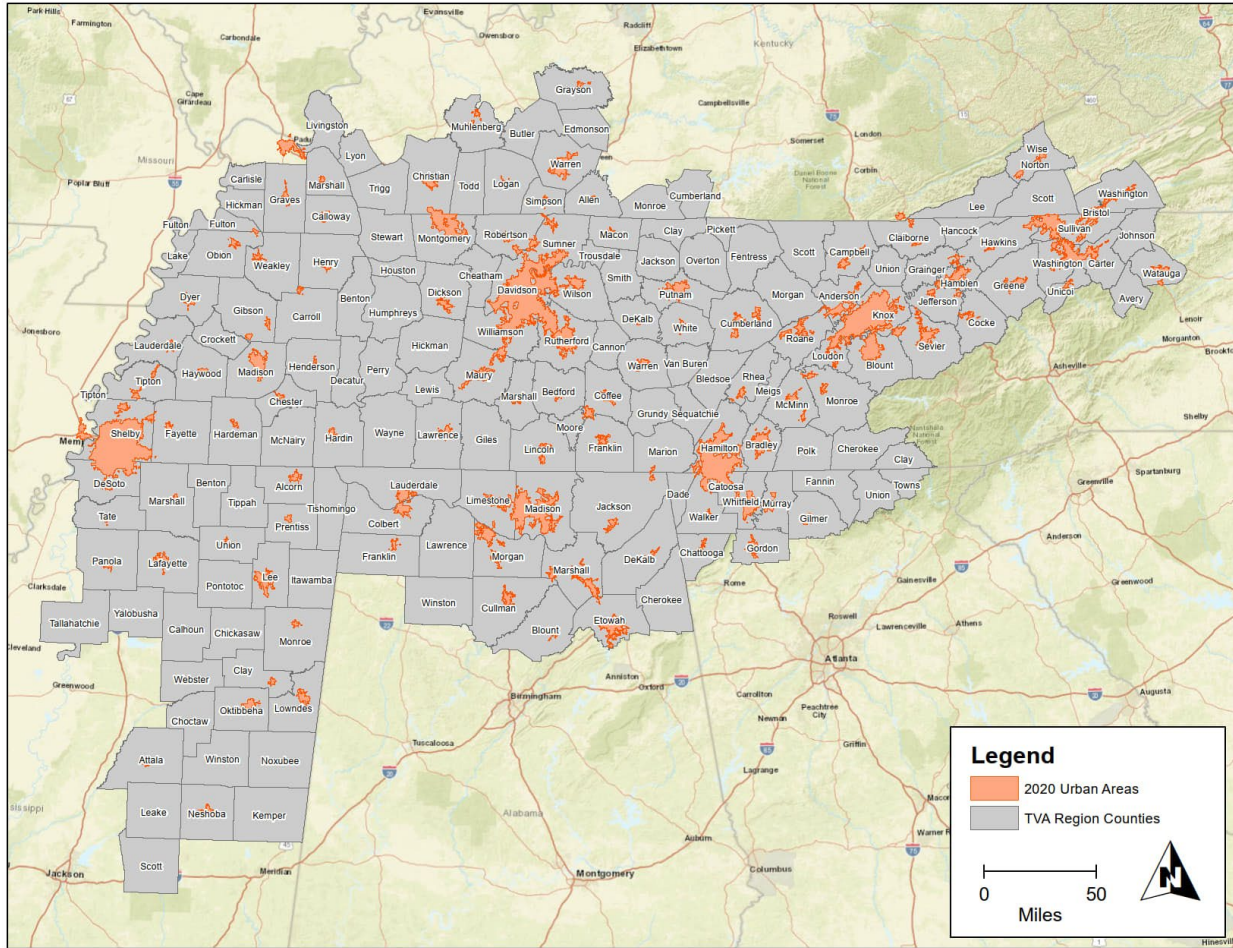 Park Hills
Farmington
Evansville
Owensboro
Radcliff
Elizabethtown
Kentucky
Carbondale
Cape
Girardeau
Campbellsville
Somerset
London
Corbin
Daniel Boone
National
Forest
Missouri
Poplar Bluff
Grayson
Livingston
Muhlenberg
Butler
Edmonson
Lyon
Warren
Carlisle
Marshall
Trigg
Christian
Todd
Logan
Hickman
Graves
Simpson
Allen
Monroe
Cumberland
Calloway
Fulton
Fulton
Wise
Norton
Lee
Scott
Washington
Bristol
Sullivan
Stewart
Montgomery
Robertson
Sumner
Macon
Clay
Pickett
Lake
Obion
Weakley
Henry
Houston
Cheatham
Trousdale
Jackson
Overton
Fentress
Scott
Campbell
Claiborne
Hancock
Hawkins
Johnson
Union
Grainger
Washington
Carter
Watauga
Smith
Dyer
Benton
Dickson
Davidson
Wilson
Putnam
Morgan
Anderson
Hamblen
Jefferson
Greene
Unicoi
Avery
Gibson
Carroll
Humphreys
DeKalb
Knox
Cocke
Lenoir
Morganton
Jonesboro
Crockett
Lauderdale
Hickman
Williamson
Rutherford
Cannon
White
Cumberland
Roane
Loudon
Blount
Sevier
Haywood
Madison
Henderson
Decatur
Perry
Maury
Warren
Van Buren
Rhea
Meigs
Bledsoe
Asheville
Tipton
Tipton
Chester
Lewis
Marshall
Bedford
Coffee
McMinn
Monroe
Shelby
Moore
Grundy
Sequatchie
Shelby
Fayette
Hardeman
McNairy
Hardin
Wayne
Lawrence
Giles
Lincoln
Franklin
Marion
Hamilton
Bradley
Polk
Cherokee
Clay
Nantahala
National
Forest
Spartanburg
Greenville
DeSoto
Benton
Alcorn
Lauderdale
Limestone
Madison
Jackson
Dade
Catoosa
Fannin
Towns
Union
Marshall
Tippah
Tishomingo
Whitfield
Murray
Walker
Gilmer
Tate
Prentiss
Colbert
Anderson
Panola
Lafayette
Union
Franklin
Lawrence
Morgan
DeKalb
Chattooga
Gordon
Clarksdale
Pontotoc
Lee
Itawamba
Marshall
Rome
Gainesville
Greenwood
Tallahatchie
Yalobusha
Winston
Cullman
Cherokee
Calhoun
Chickasaw
Monroe
Blount
Etowah
Roswell
Lawrenceville
Athens
Cleveland
Greenwood
Webster
Clay
Atlanta
Anniston
Oxford
Birmingham
Carrollton
Augusta
Choctaw
Oktibbeha
Lowndes
Newnan
Peachtree
City
Tuscaloosa
Griffin
Attala
Winston
Noxubee
Lagrange
Leake
Neshoba
Kemper
Alabama
Scott
Auburn
Jackson
Meridian
Montgomery
Columbus
Legend
2020 Urban Areas
TVA Region Counties
0
50
Miles
N
Hinesvil